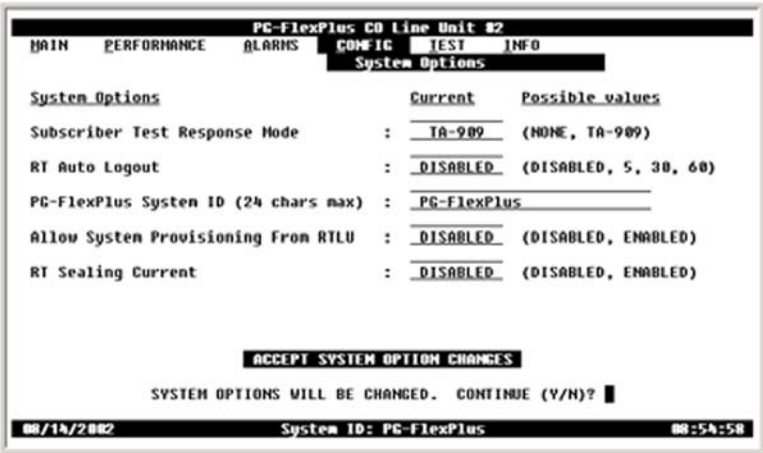 PG-FlexPlus CO Line Unit #2
MAIN PERFORMANCE ALARMS CONFIG TEST INFO
System Options
System Options Current Possible values
Subscriber Test Response Mode : TA-909 (NONE, TA-909)
RT Auto Logout : DISABLED (DISABLED, 5, 30, 60)
PG-FlexPlus System ID (24 chars max) : PG-FlexPlus
Allow System Provisioning From RTLU : DISABLED (DISABLED, ENABLED)
RT Sealing Current : DISABLED (DISABLED, ENABLED)
ACCEPT SYSTEM OPTION CHANGES
SYSTEM OPTIONS WILL BE CHANGED. CONTINUE (Y/N)?
08/14/2002 System ID: PG-FlexPlus 08:54:58